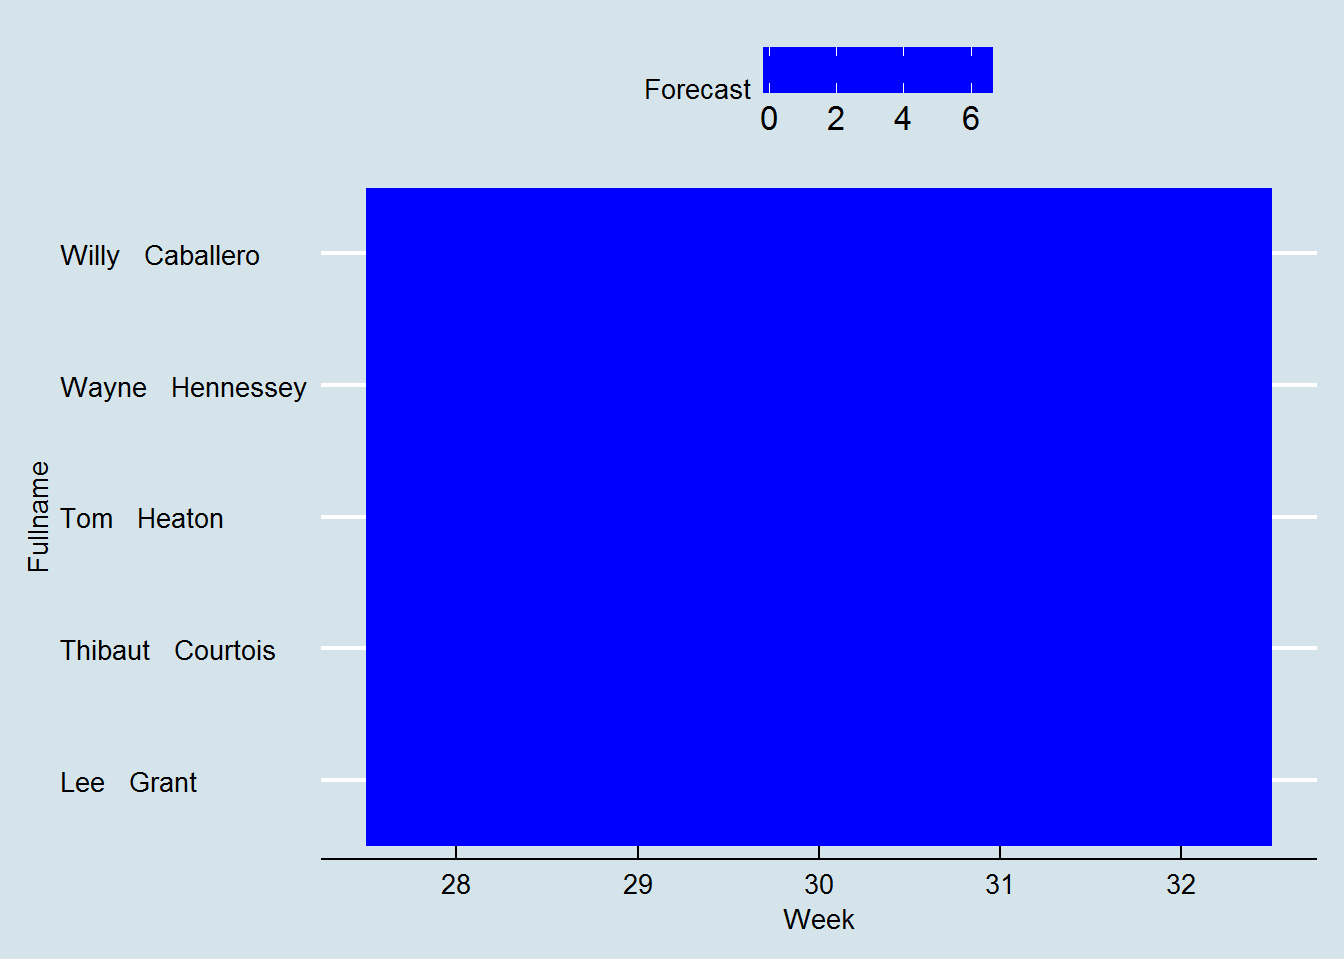 Forecast
0 2 4 6
Willy Caballero
Wayne Hennessey
Tom Heaton
Thibaut Courtois
Lee Grant
Fullname
28 29 30 31 32
Week